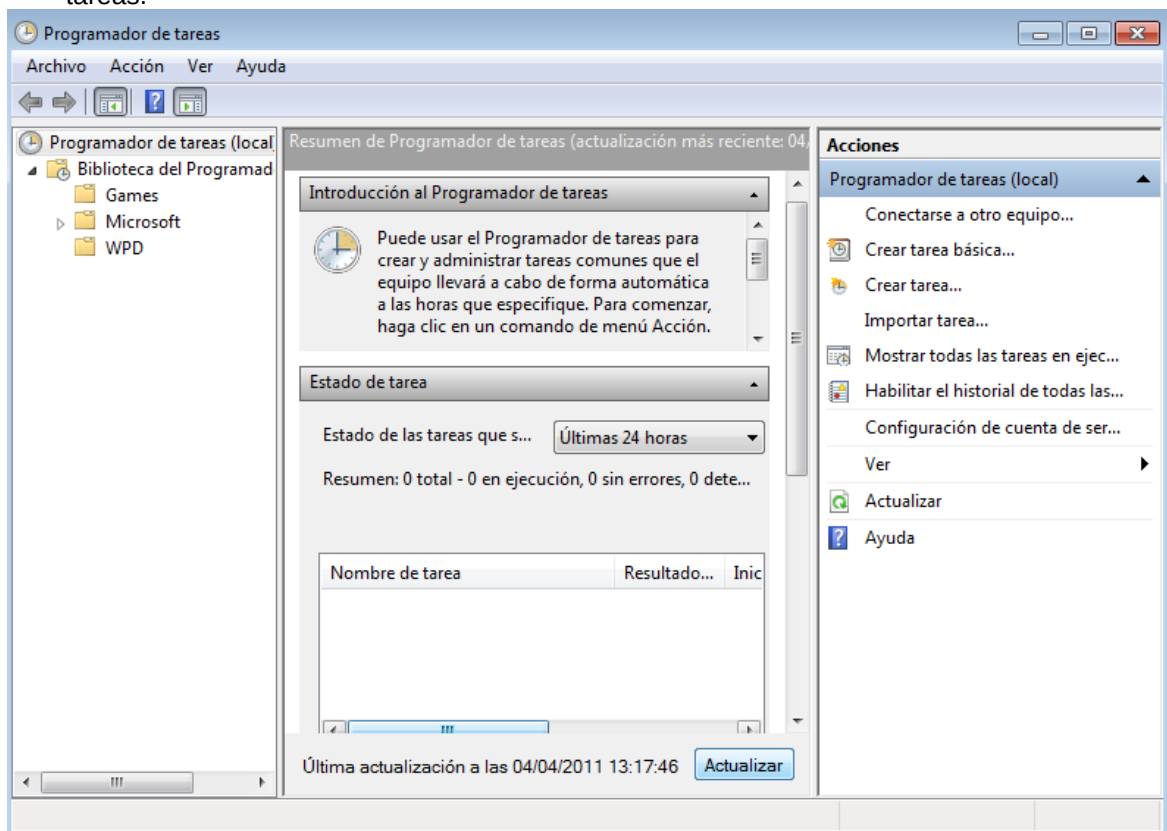 tareas.
Programador de tareas
Archivo Acción Ver Ayuda
Programador de tareas (local)
Biblioteca del Programad
Games
Microsoft
WPD
Resumen de Programador de tareas (actualización más reciente: 04/
Introducción al Programador de tareas
Puede usar el Programador de tareas para
crear y administrar tareas comunes que el
equipo llevará a cabo de forma automática
a las horas que especifique. Para comenzar,
haga clic en un comando de menú Acción.
Estado de tarea
Estado de las tareas que s... Últimas 24 horas
Resumen: 0 total - 0 en ejecución, 0 sin errores, 0 dete...
Nombre de tarea Resultado... Inic
Última actualización a las 04/04/2011 13:17:46 Actualizar
Acciones
Programador de tareas (local)
Conectarse a otro equipo...
Crear tarea básica...
Crear tarea...
Importar tarea...
Mostrar todas las tareas en ejec...
Habilitar el historial de todas las...
Configuración de cuenta de ser...
Ver
Actualizar
Ayuda